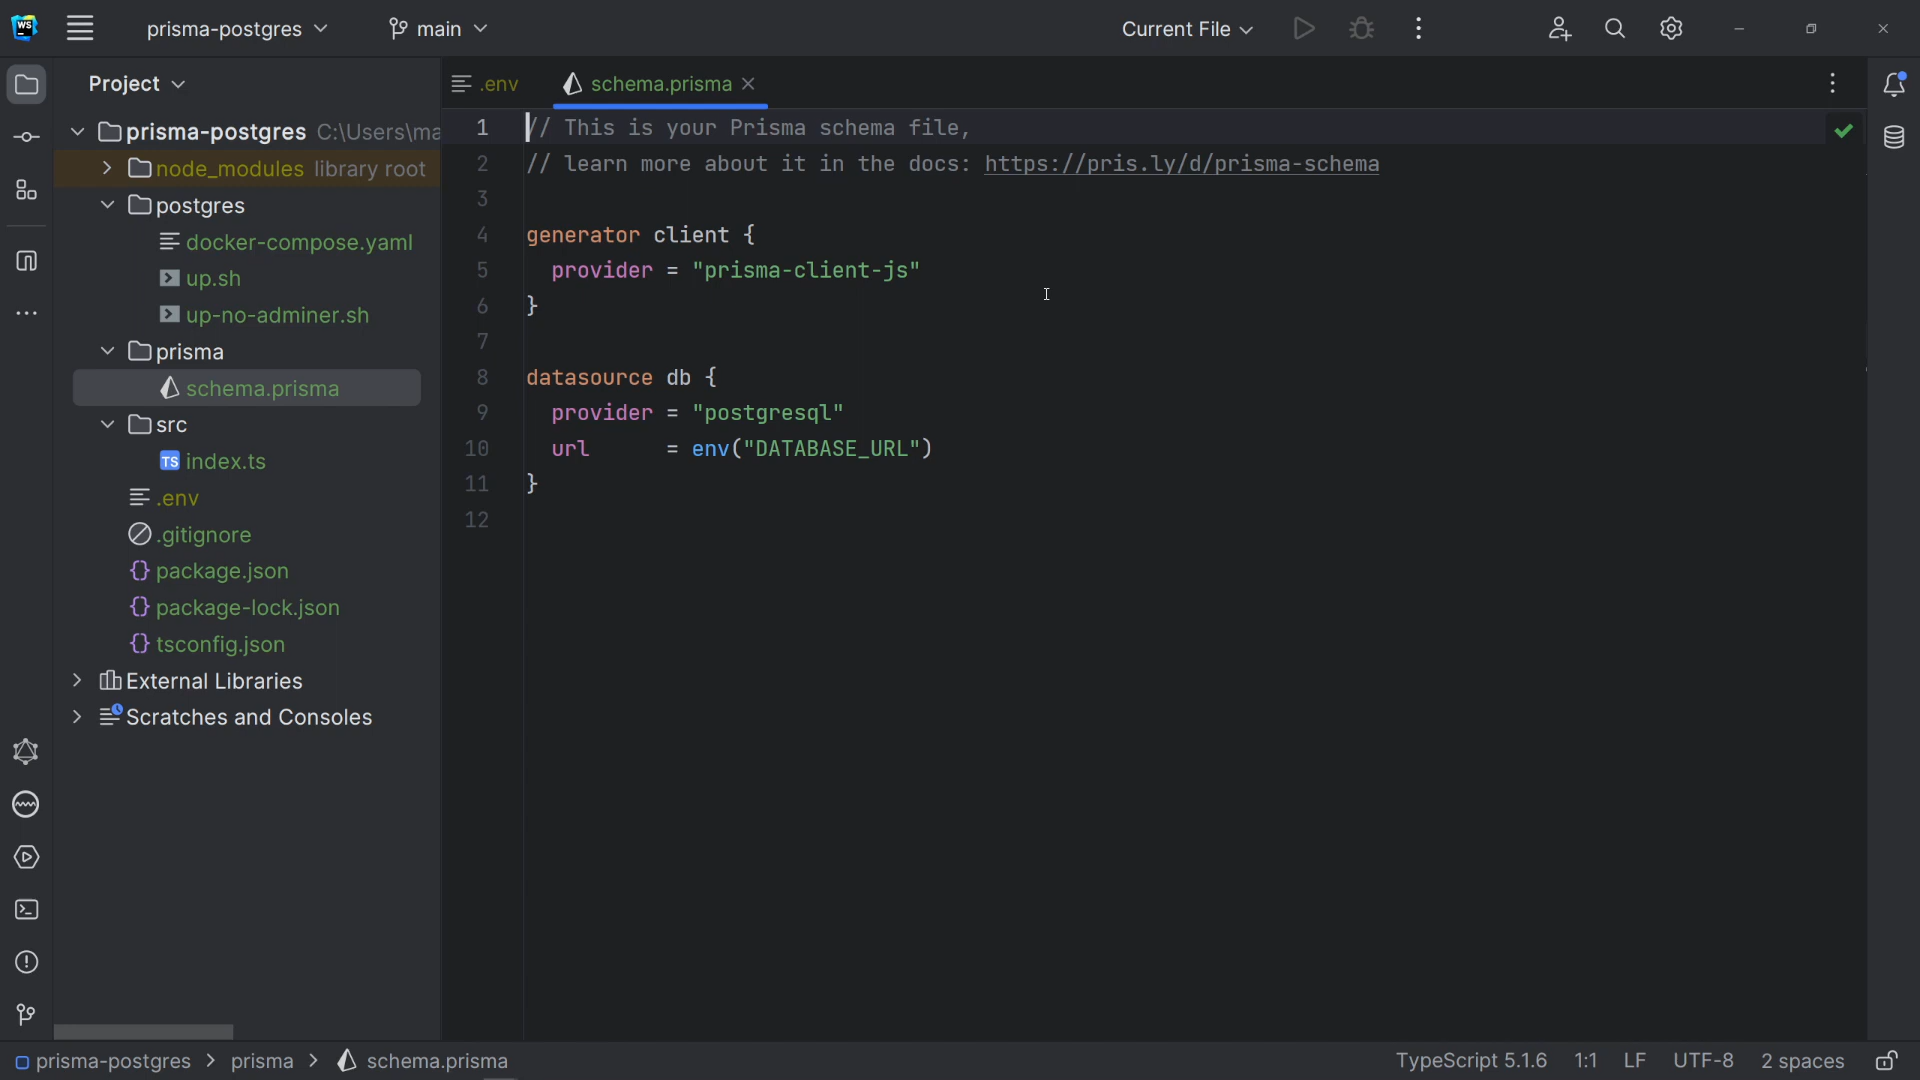 WS
prisma-postgres
main
Current File
Project
.env
schema.prisma
prisma-postgres C:\Users\ma
node_modules library root
postgres
docker-compose.yaml
up.sh
up-no-adminer.sh
prisma
schema.prisma
src
TS index.ts
.env
.gitignore
{} package.json
{} package-lock.json
{} tsconfig.json
External Libraries
Scratches and Consoles
1 // This is your Prisma schema file,
2 // learn more about it in the docs: https://pris.ly/d/prisma-schema
3
4 generator client {
5 provider = "prisma-client-js"
6 }
7
8 datasource db {
9 provider = "postgresql"
10 url = env("DATABASE_URL")
11 }
12
prisma-postgres > prisma > schema.prisma
TypeScript 5.1.6 1:1 LF UTF-8 2 spaces